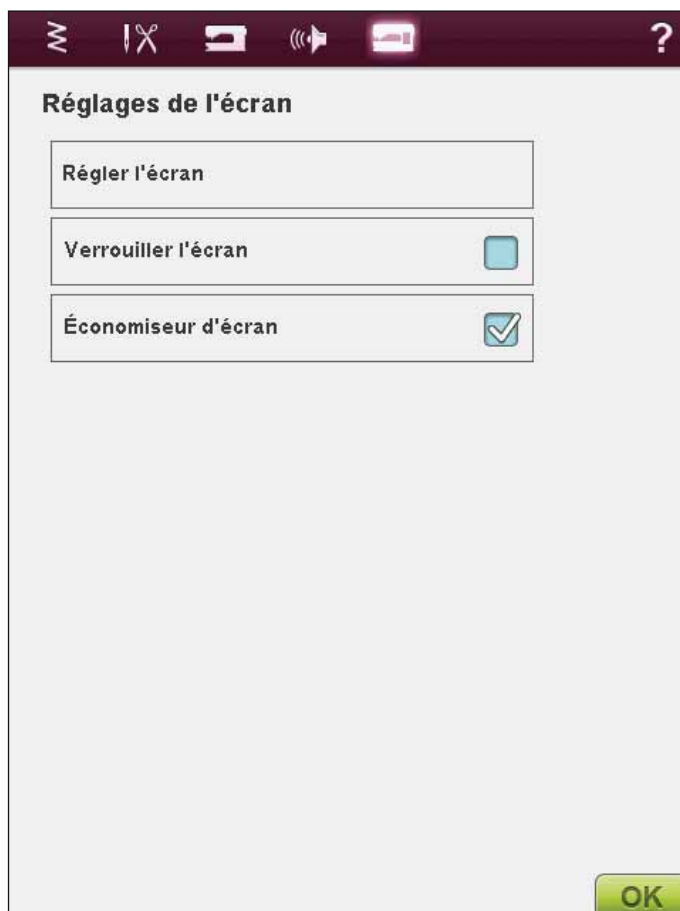 ?
Réglages de l'écran
Régler l'écran
Verrouiller l'écran
Économiseur d'écran
OK